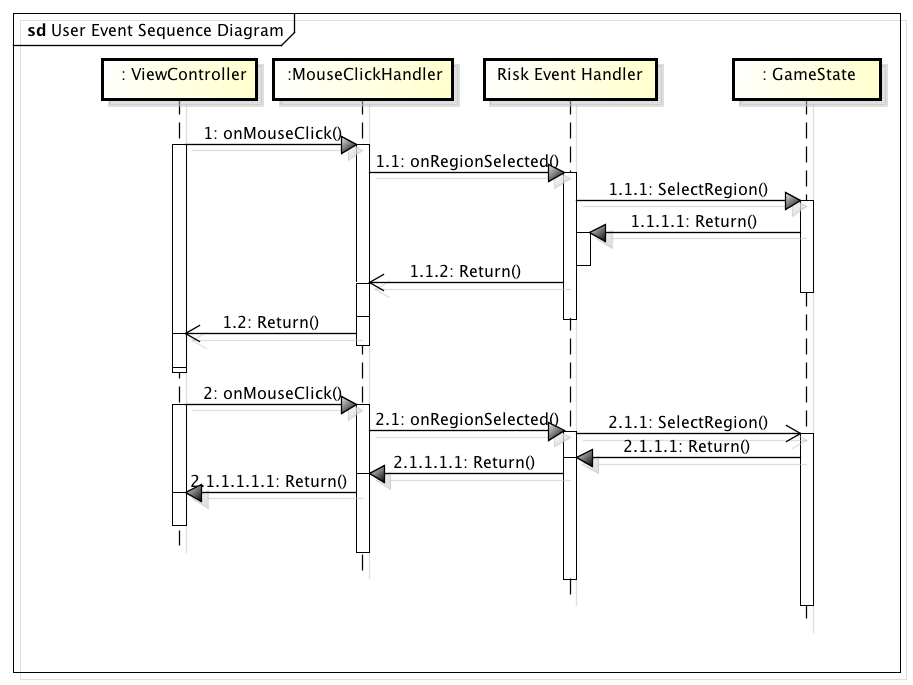 sd User Event Sequence Diagram
: ViewController
:MouseClickHandler
Risk Event Handler
: GameState
1: onMouseClick()
1.1: onRegionSelected()
1.1.1: SelectRegion()
1.1.1.1: Return()
1.1.2: Return()
1.2: Return()
2: onMouseClick()
2.1: onRegionSelected()
2.1.1: SelectRegion()
2.1.1.1: Return()
2.1.1.1.1: Return()
2.1.1.1.1.1: Return()